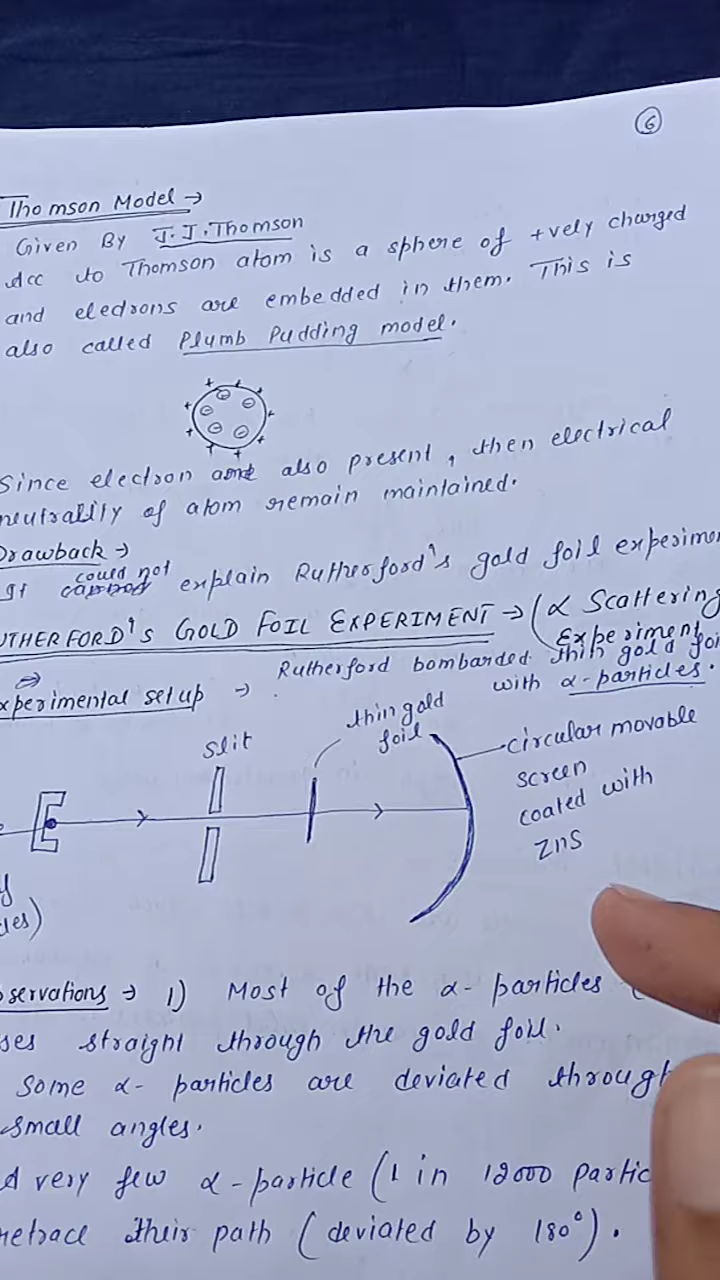 6
Thomson Model →
Given By J.J.Thomson
Acc to Thomson atom is a sphere of +vely charged
and eledrons are embedded in them. This is
also called Plumb Pudding model.
Since electron are also present, then electrical
neutrality of atom remain maintained.
Drawback →
could not
It explain Rutherford's gold foil experimen
UTHERFORD'S GOLD FOIL EXPERIMENT → (α Scattering
Experiment
Rutherford bombarded thin gold foi
xperimental setup → with α-particles.
thin gold
foil
slit
circular movable
screen
coated with
ZnS
y
les)
servations → 1) Most of the α- particles (
ses straight through the gold foil.
Some α- particles are deviated through
small angles.
A very few α-particle (1 in 12000 partic
retrace their path (deviated by 180°).